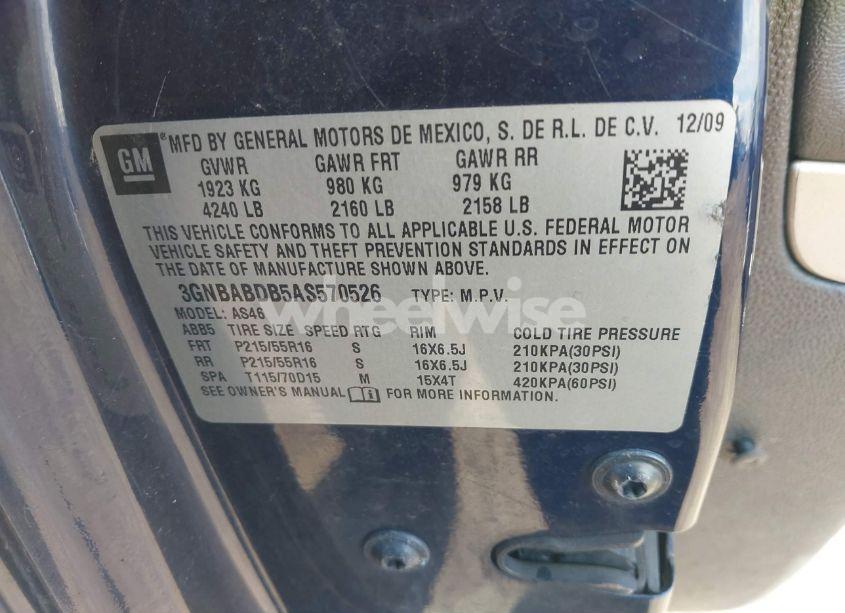 GM
® MFD BY GENERAL MOTORS DE MEXICO, S. DE R.L. DE C.V. 12/09
GVWR GAWR FRT GAWR RR
1923 KG 980 KG 979 KG
4240 LB 2160 LB 2158 LB
THIS VEHICLE CONFORMS TO ALL APPLICABLE U.S. FEDERAL MOTOR
VEHICLE SAFETY AND THEFT PREVENTION STANDARDS IN EFFECT ON
THE DATE OF MANUFACTURE SHOWN ABOVE.
3GNBABDB5AS570526 TYPE: M.P.V.
wheelwise
MODEL: AS46
ABB5 TIRE SIZE SPEED RTG RIM COLD TIRE PRESSURE
FRT P215/55R16 S 16X6.5J 210KPA(30PSI)
RR P215/55R16 S 16X6.5J 210KPA(30PSI)
SPA T115/70D15 M 15X4T 420KPA(60PSI)
SEE OWNER'S MANUAL FOR MORE INFORMATION.